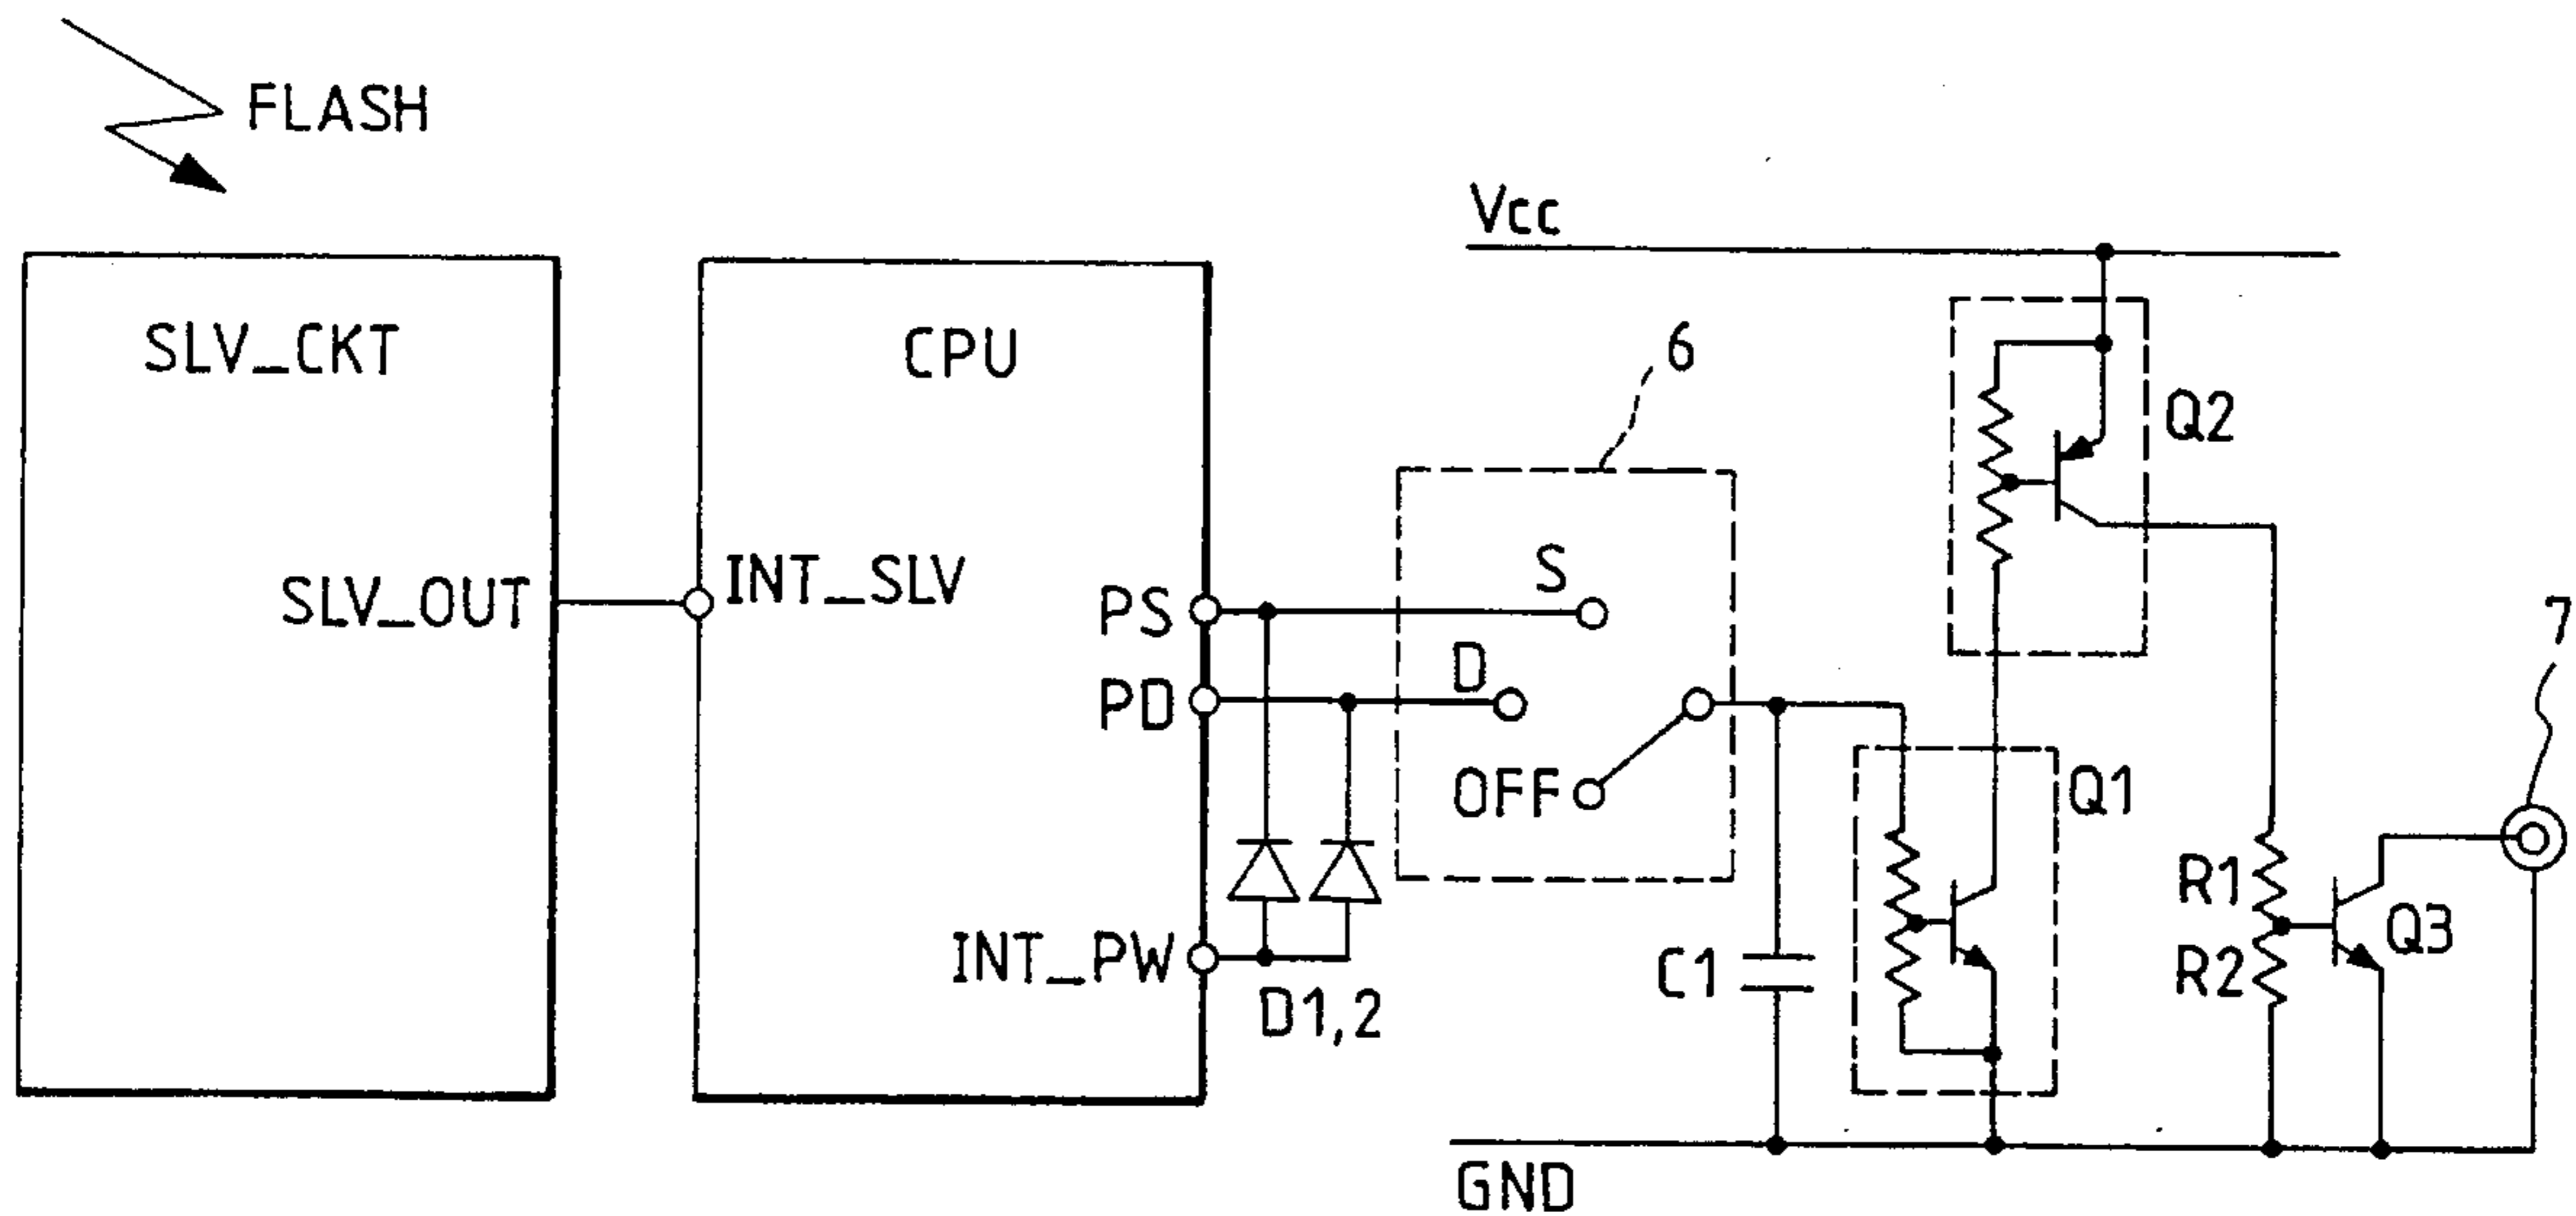 FLASH
Vcc
SLV_CKT
CPU
6
Q2
SLV_OUT
INT_SLV
PS
S
PD
D
OFF
Q1
7
INT_PW
D1,2
C1
R1
R2
Q3
GND